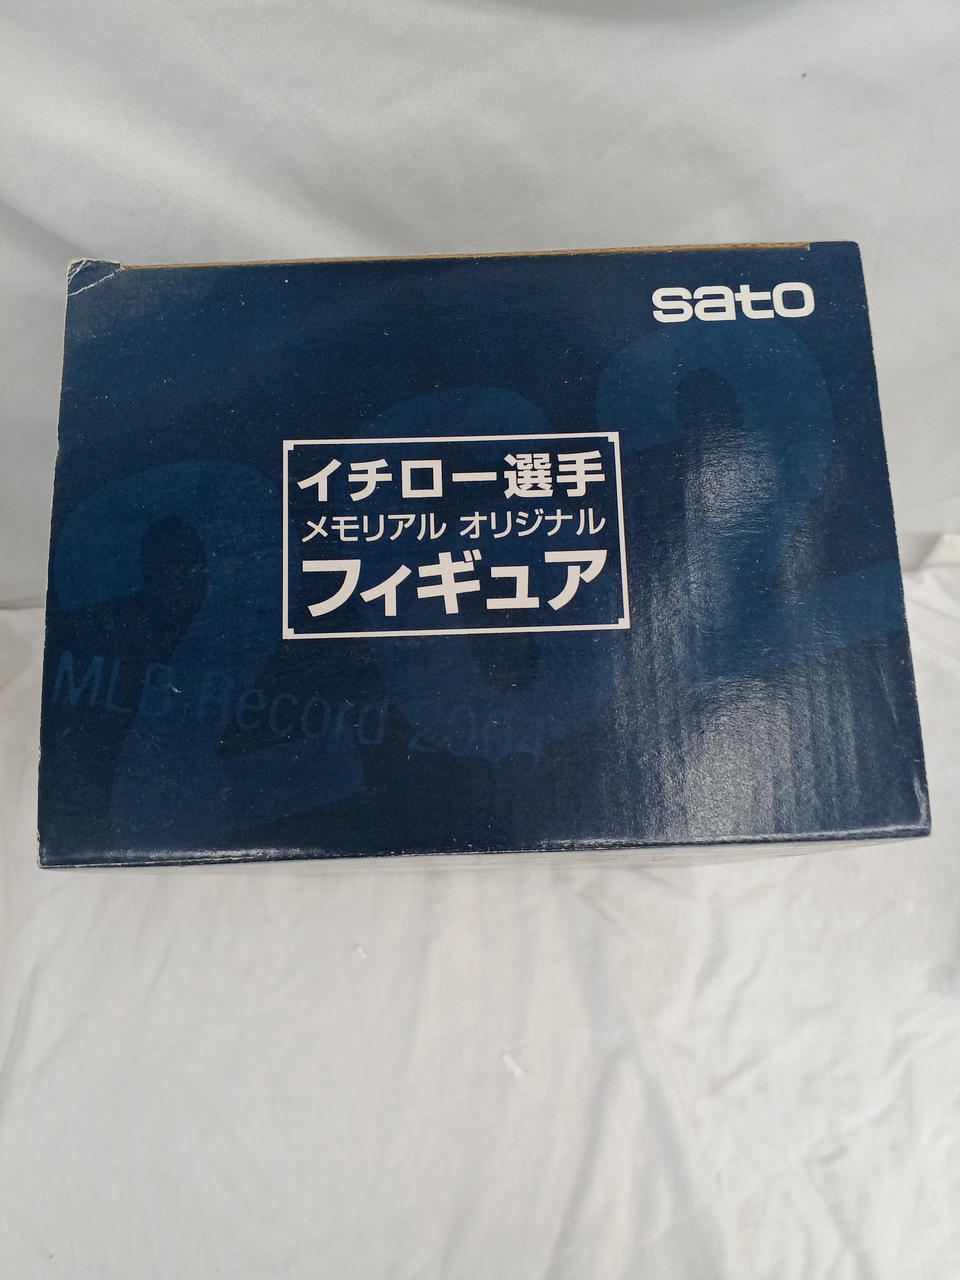 sato
イチロー選手
メモリアル オリジナル
フィギュア
262
MLB Record 2004